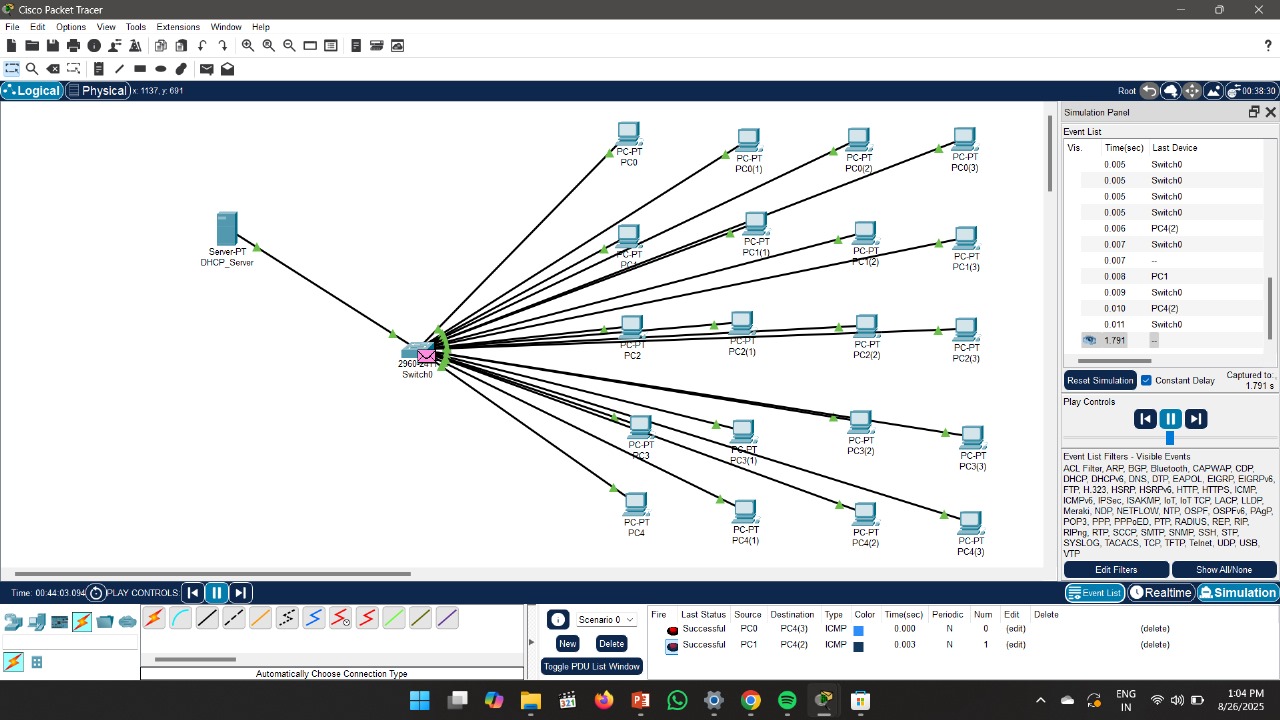 Cisco Packet Tracer
File Edit Options View Tools Extensions Window Help
?
Logical Physical x: 1137, y: 691
Root 00:38:30
PC-PT
PC0
PC-PT
PC0(1)
PC-PT
PC0(2)
PC-PT
PC0(3)
Server-PT
DHCP_Server
PC-PT
PC-PT
PC1(1)
PC1(2)
PC-PT
PC1(3)
PC-PT
PC2
PC-PT
PC2(1)
PC-PT
PC2(2)
PC-PT
PC2(3)
Switch0
PC-PT
PC3
PC-PT
PC3(1)
PC-PT
PC3(2)
PC-PT
PC3(3)
PC-PT
PC4
PC-PT
PC4(1)
PC-PT
PC4(2)
PC-PT
PC4(3)
Simulation Panel
Event List
Vis. Time(sec) Last Device
0.005 Switch0
0.005 Switch0
0.005 Switch0
0.005 Switch0
0.006 PC4(2)
0.007 Switch0
0.007 --
0.008 PC1
0.009 Switch0
0.010 PC4(2)
0.011 Switch0
1.791 --
Reset Simulation Constant Delay Captured to:
1.791 s
Play Controls
Event List Filters - Visible Events
ACL Filter, ARP, BGP, Bluetooth, CAPWAP, CDP,
DHCP, DHCPv6, DNS, DTP, EAPOL, EIGRP, EIGRPv6,
FTP, H.323, HSRP, HSRPv6, HTTP, HTTPS, ICMP,
ICMPv6, IPSec, ISAKMP, IoT, IoT TCP, LACP, LLDP,
Meraki, NDP, NETFLOW, NTP, OSPF, OSPFv6, PAgP,
POP3, PPP, PPPoED, PTP, RADIUS, REP, RIP,
RIPng, RTP, SCCP, SMTP, SNMP, SSH, STP,
SYSLOG, TACACS, TCP, TFTP, Telnet, UDP, USB,
VTP
Edit Filters Show All/None
Time: 00:44:03.094 PLAY CONTROLS:
Event List Realtime Simulation
Automatically Choose Connection Type
Scenario 0
New Delete
Toggle PDU List Window
Fire Last Status Source Destination Type Color Time(sec) Periodic Num Edit Delete
Successful PC0 PC4(3) ICMP 0.000 N 0 (edit) (delete)
Successful PC1 PC4(2) ICMP 0.003 N 1 (edit) (delete)
321
ENG
IN
1:04 PM
8/26/2025